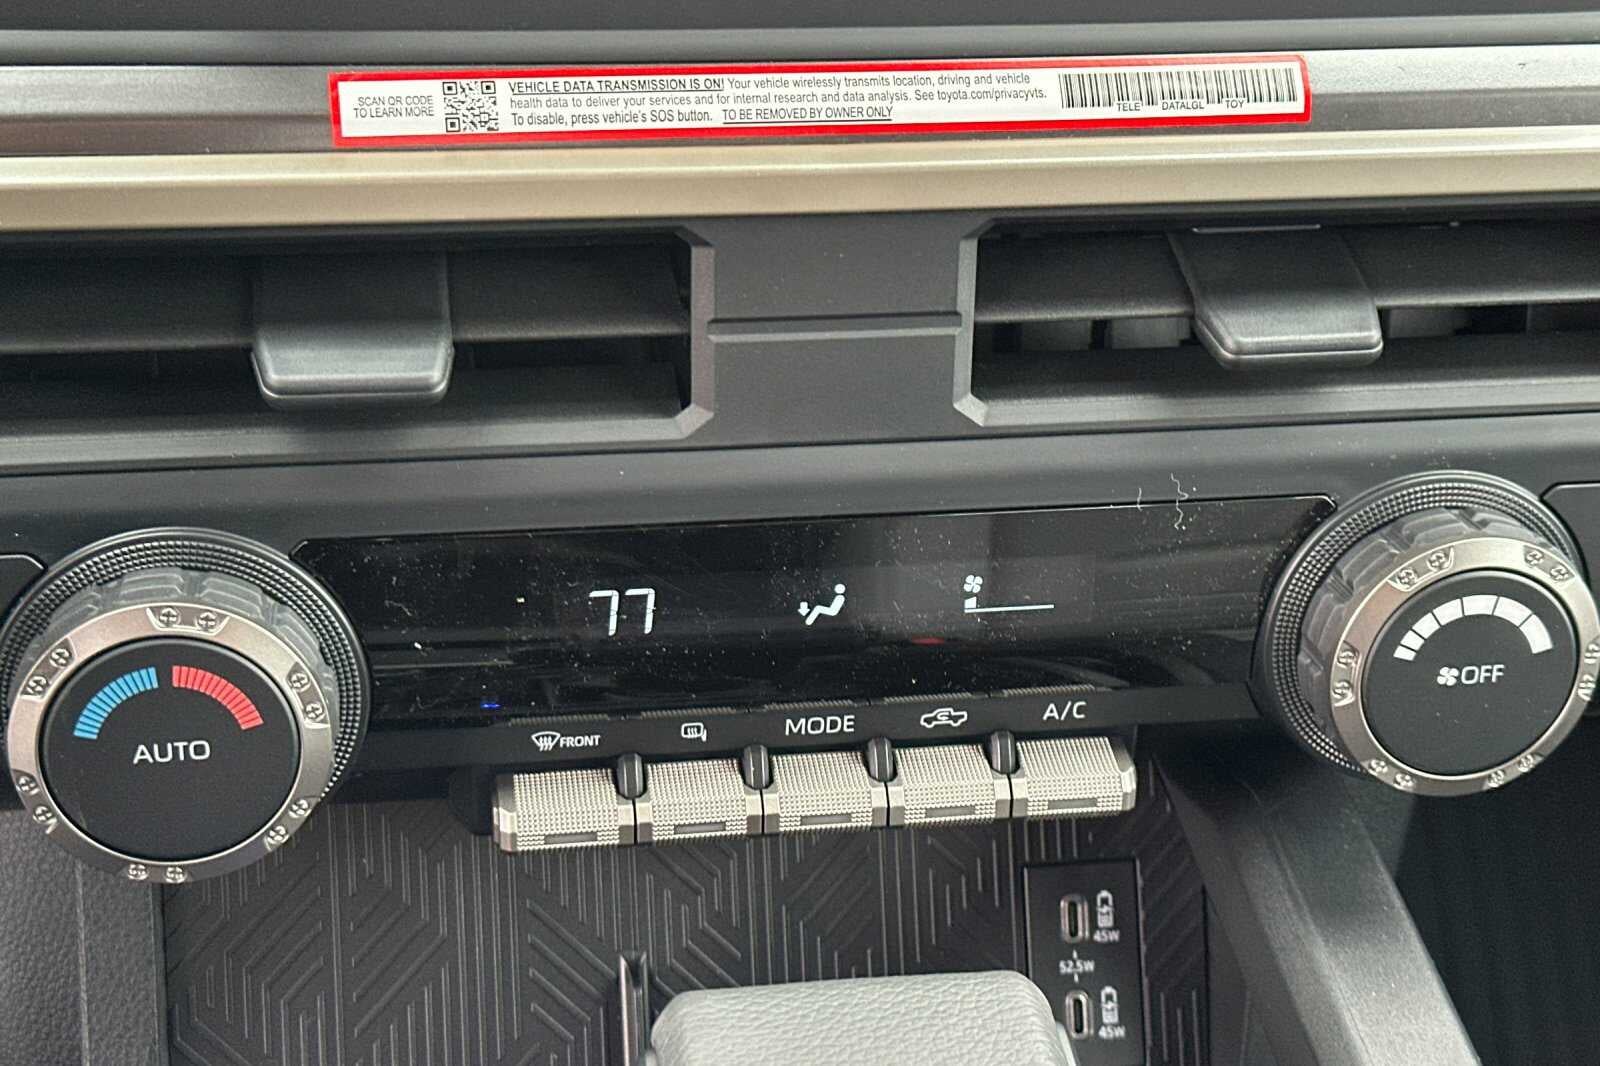 SCAN QR CODE
TO LEARN MORE
VEHICLE DATA TRANSMISSION IS ON! Your vehicle wirelessly transmits location, driving and vehicle
health data to deliver your services and for internal research and data analysis. See toyota.com/privacyvts.
To disable, press vehicle's SOS button. TO BE REMOVED BY OWNER ONLY
TELE DATALGL TOY
77
OFF
AUTO
FRONT
MODE
A/C
45W
52.5W
45W